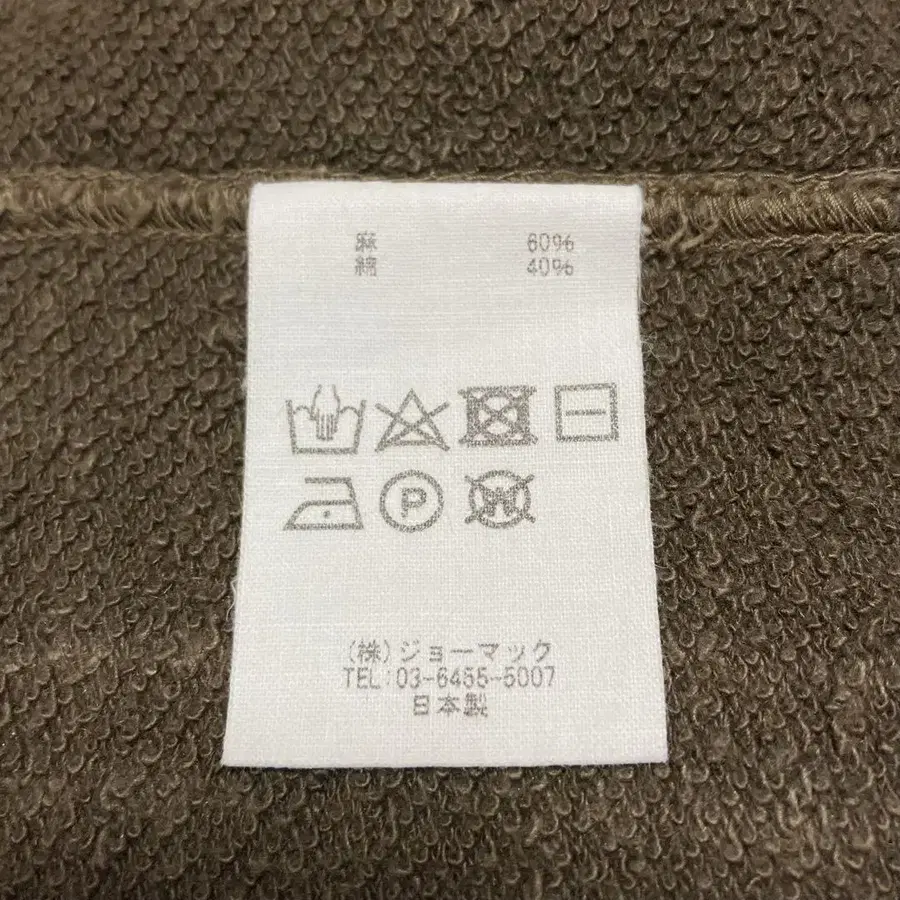 麻 60%
綿 40%
P
W
(株)ジョーマック
TEL:03-6455-5007
日本製